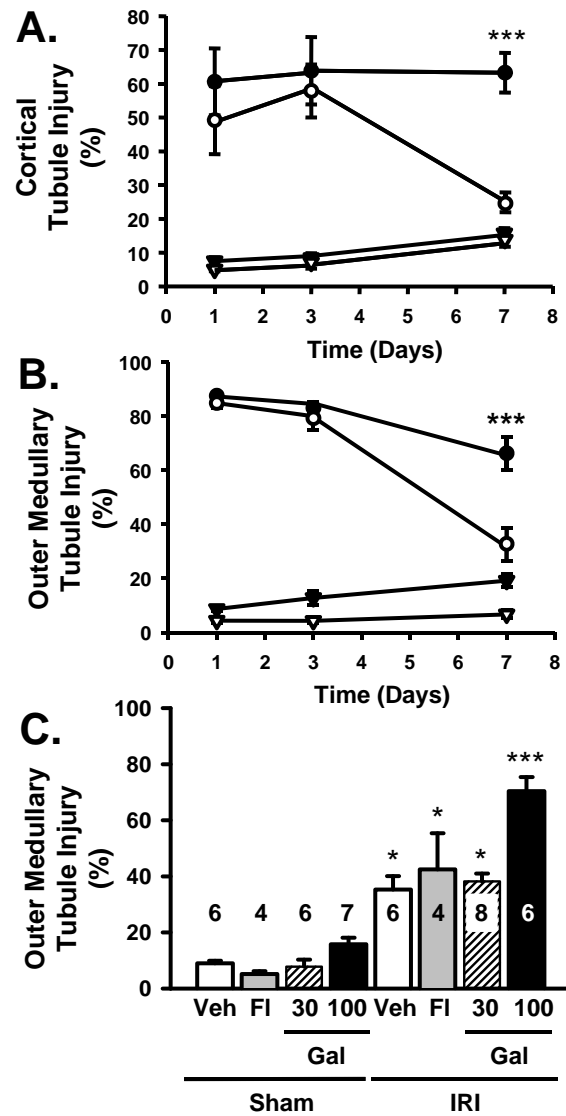 A.
80
70
60
50
40
30
20
10
0
Cortical
Tubule Injury
(%)
***
0 1 2 3 4 5 6 7 8
Time (Days)
B.
100
80
60
40
20
0
Outer Medullary
Tubule Injury
(%)
***
0 1 2 3 4 5 6 7 8
Time (Days)
C.
100
80
60
40
20
0
Outer Medullary
Tubule Injury
(%)
***
* * *
6 4 6 7 6 4 8 6
Veh Fl 30 100 Veh Fl 30 100
Gal Gal
Sham IRI